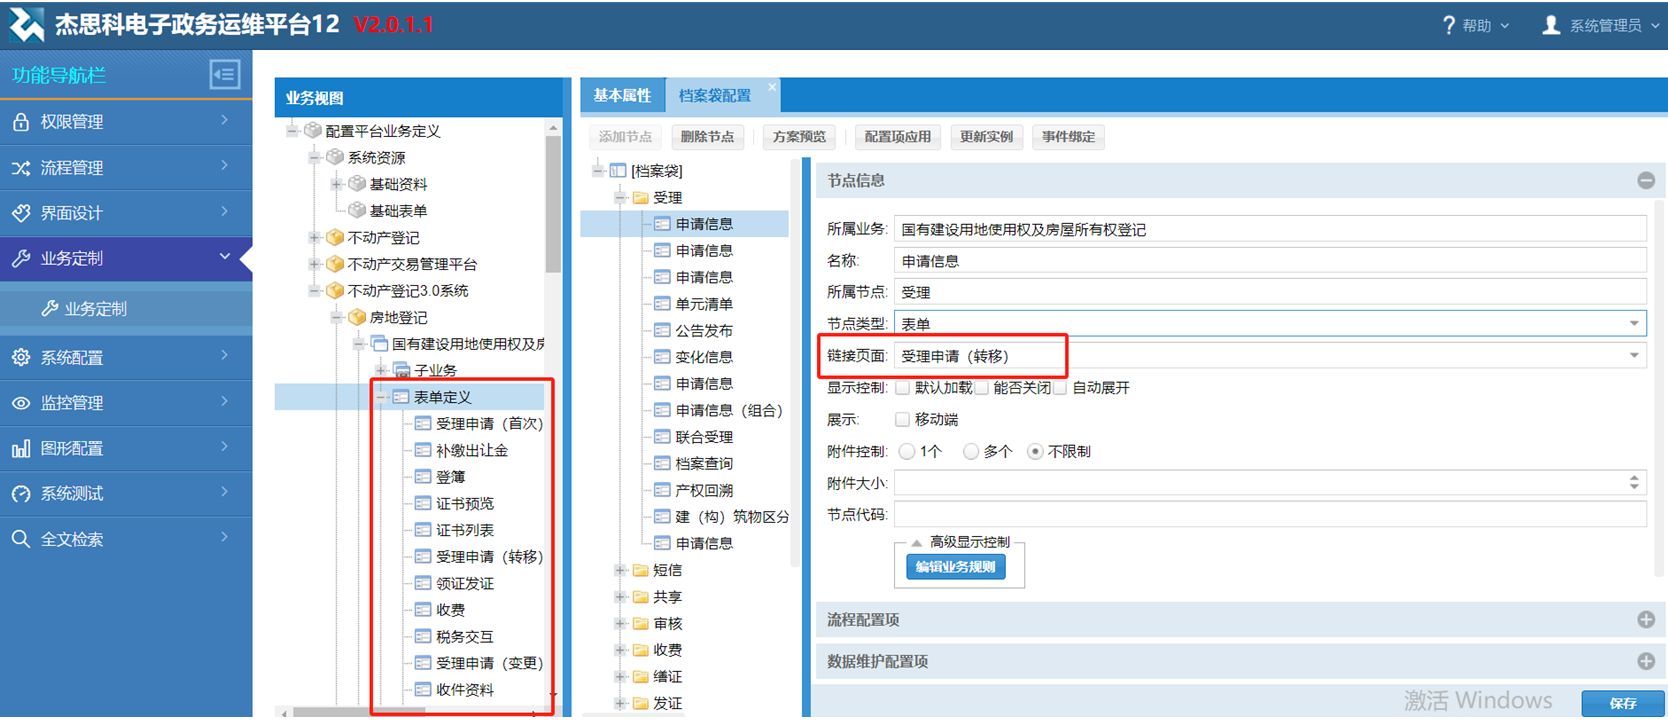 杰思科电子政务运维平台12 V2.0.1.1
帮助
系统管理员
功能导航栏
权限管理
流程管理
界面设计
业务定制
业务定制
系统配置
监控管理
图形配置
系统测试
全文检索
业务视图
配置平台业务定义
系统资源
基础资料
基础表单
不动产登记
不动产交易管理平台
不动产登记3.0系统
房地登记
国有建设用地使用权及房
子业务
表单定义
受理申请（首次）
补缴出让金
登簿
证书预览
证书列表
受理申请（转移）
领证发证
收费
税务交互
受理申请（变更）
收件资料
基本属性
档案袋配置
添加节点
删除节点
方案预览
配置项应用
更新实例
事件绑定
[档案袋]
受理
申请信息
申请信息
申请信息
单元清单
公告发布
变化信息
申请信息
申请信息（组合）
联合受理
档案查询
产权回溯
建（构）筑物区分
申请信息
短信
共享
审核
收费
缮证
发证
节点信息
所属业务: 国有建设用地使用权及房屋所有权登记
名称: 申请信息
所属节点: 受理
节点类型: 表单
链接页面: 受理申请（转移）
显示控制: 默认加载 能否关闭 自动展开
展示: 移动端
附件控制: 1个 多个 不限制
附件大小:
节点代码:
高级显示控制
编辑业务规则
流程配置项
数据维护配置项
激活 Windows
保存